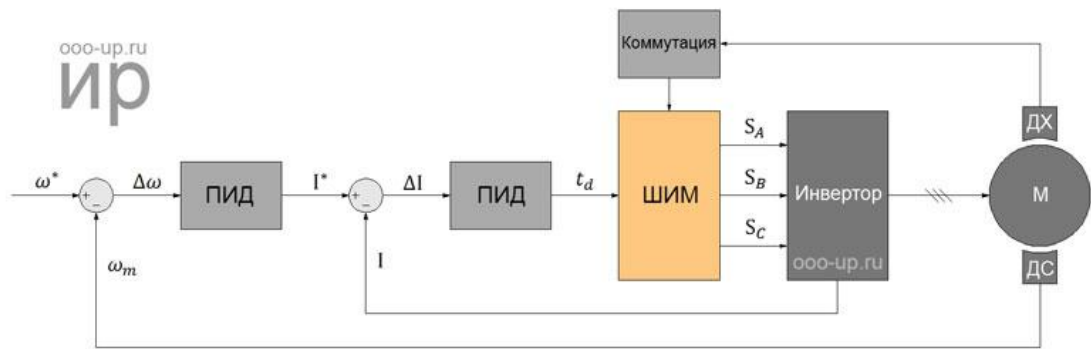 ooo-up.ru
ир
Коммутация
ДХ
ω*
+
−
Δω
ПИД
I*
+
−
ΔI
ПИД
t_d
ШИМ
S_A
S_B
S_C
Инвертор
ooo-up.ru
М
ДС
ω_m
I